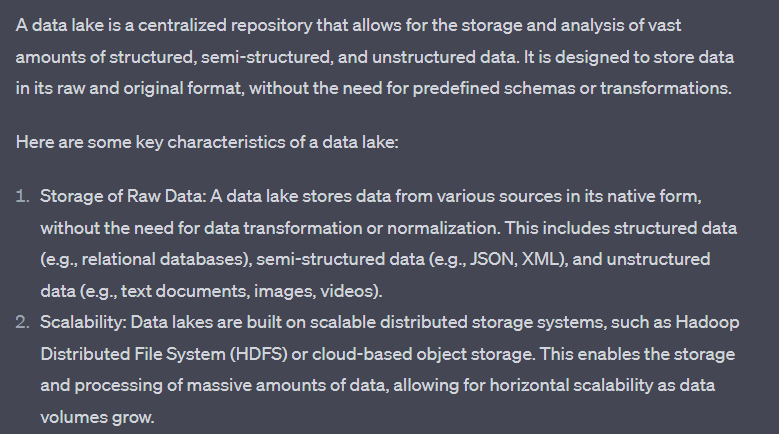 A data lake is a centralized repository that allows for the storage and analysis of vast
amounts of structured, semi-structured, and unstructured data. It is designed to store data
in its raw and original format, without the need for predefined schemas or transformations.
Here are some key characteristics of a data lake:
1. Storage of Raw Data: A data lake stores data from various sources in its native form,
without the need for data transformation or normalization. This includes structured data
(e.g., relational databases), semi-structured data (e.g., JSON, XML), and unstructured
data (e.g., text documents, images, videos).
2. Scalability: Data lakes are built on scalable distributed storage systems, such as Hadoop
Distributed File System (HDFS) or cloud-based object storage. This enables the storage
and processing of massive amounts of data, allowing for horizontal scalability as data
volumes grow.